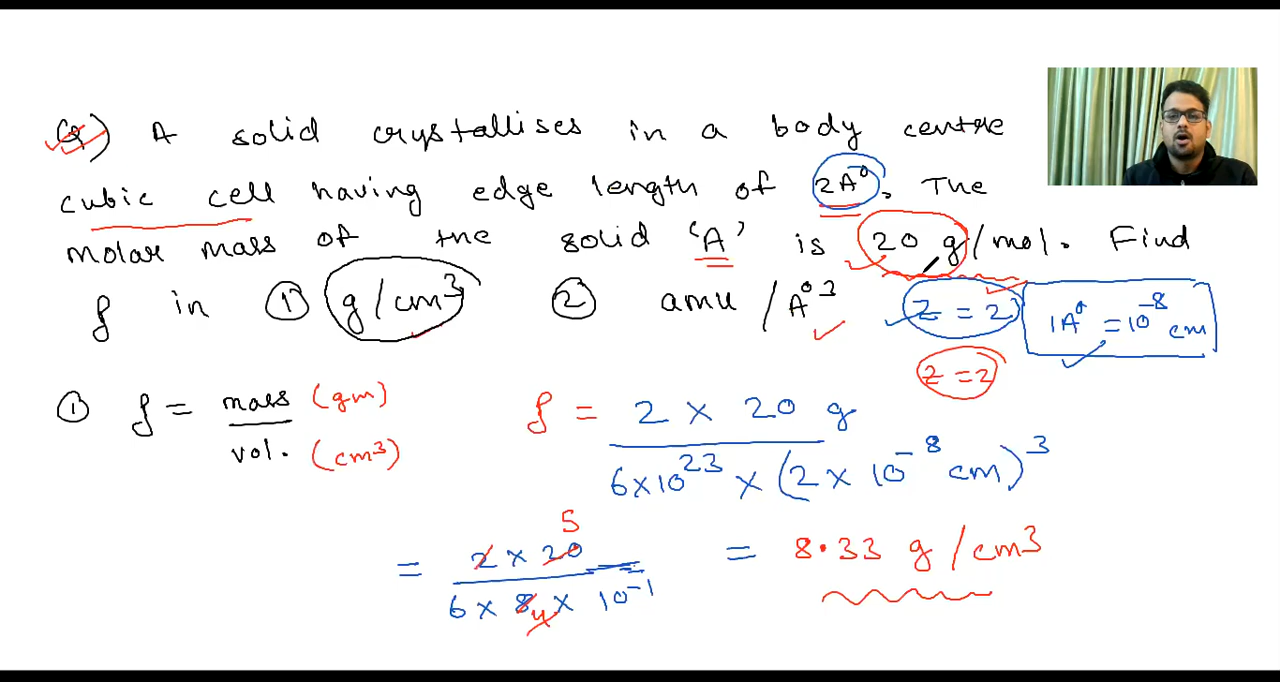 Q) A solid crystallises in a body centre
cubic cell having edge length of 2A°. The
molar mass of the solid 'A' is 20 g/mol. Find
ρ in ① g/cm³ ② amu /A°³
Z = 2
1A° = 10⁻⁸ cm
Z = 2
① ρ = mass (gm)
vol. (cm³)
ρ = 2 × 20 g
6×10²³ × (2 × 10⁻⁸ cm)³
5
= 2 × 20
6 × 8 4 × 10⁻¹
= 8.33 g/cm³